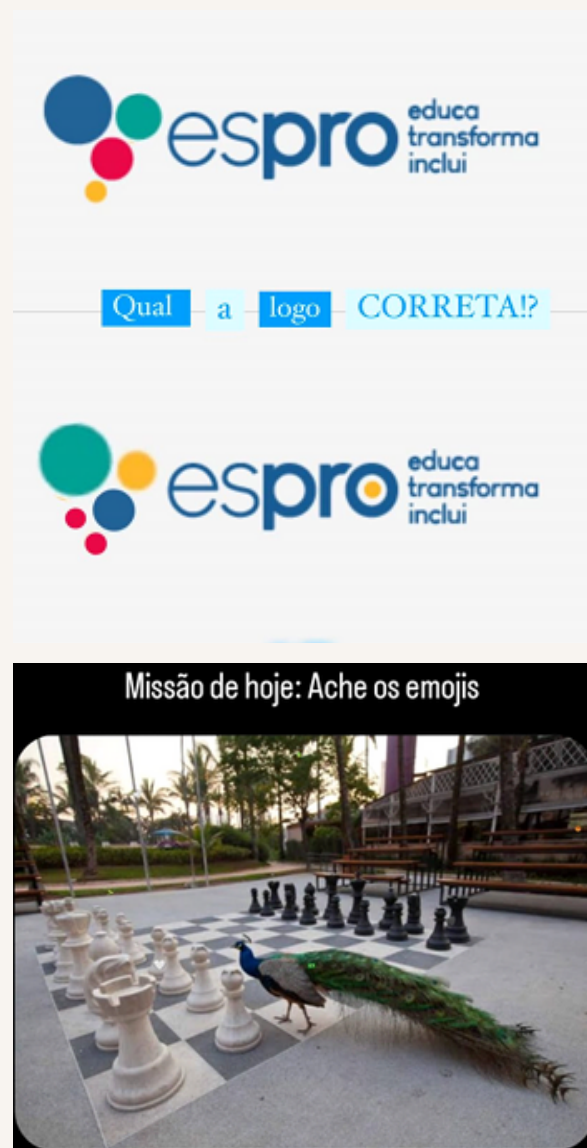 espro
educa
transforma
inclui
Qual a logo CORRETA!?
espro
educa
transforma
inclui
Missão de hoje: Ache os emojis